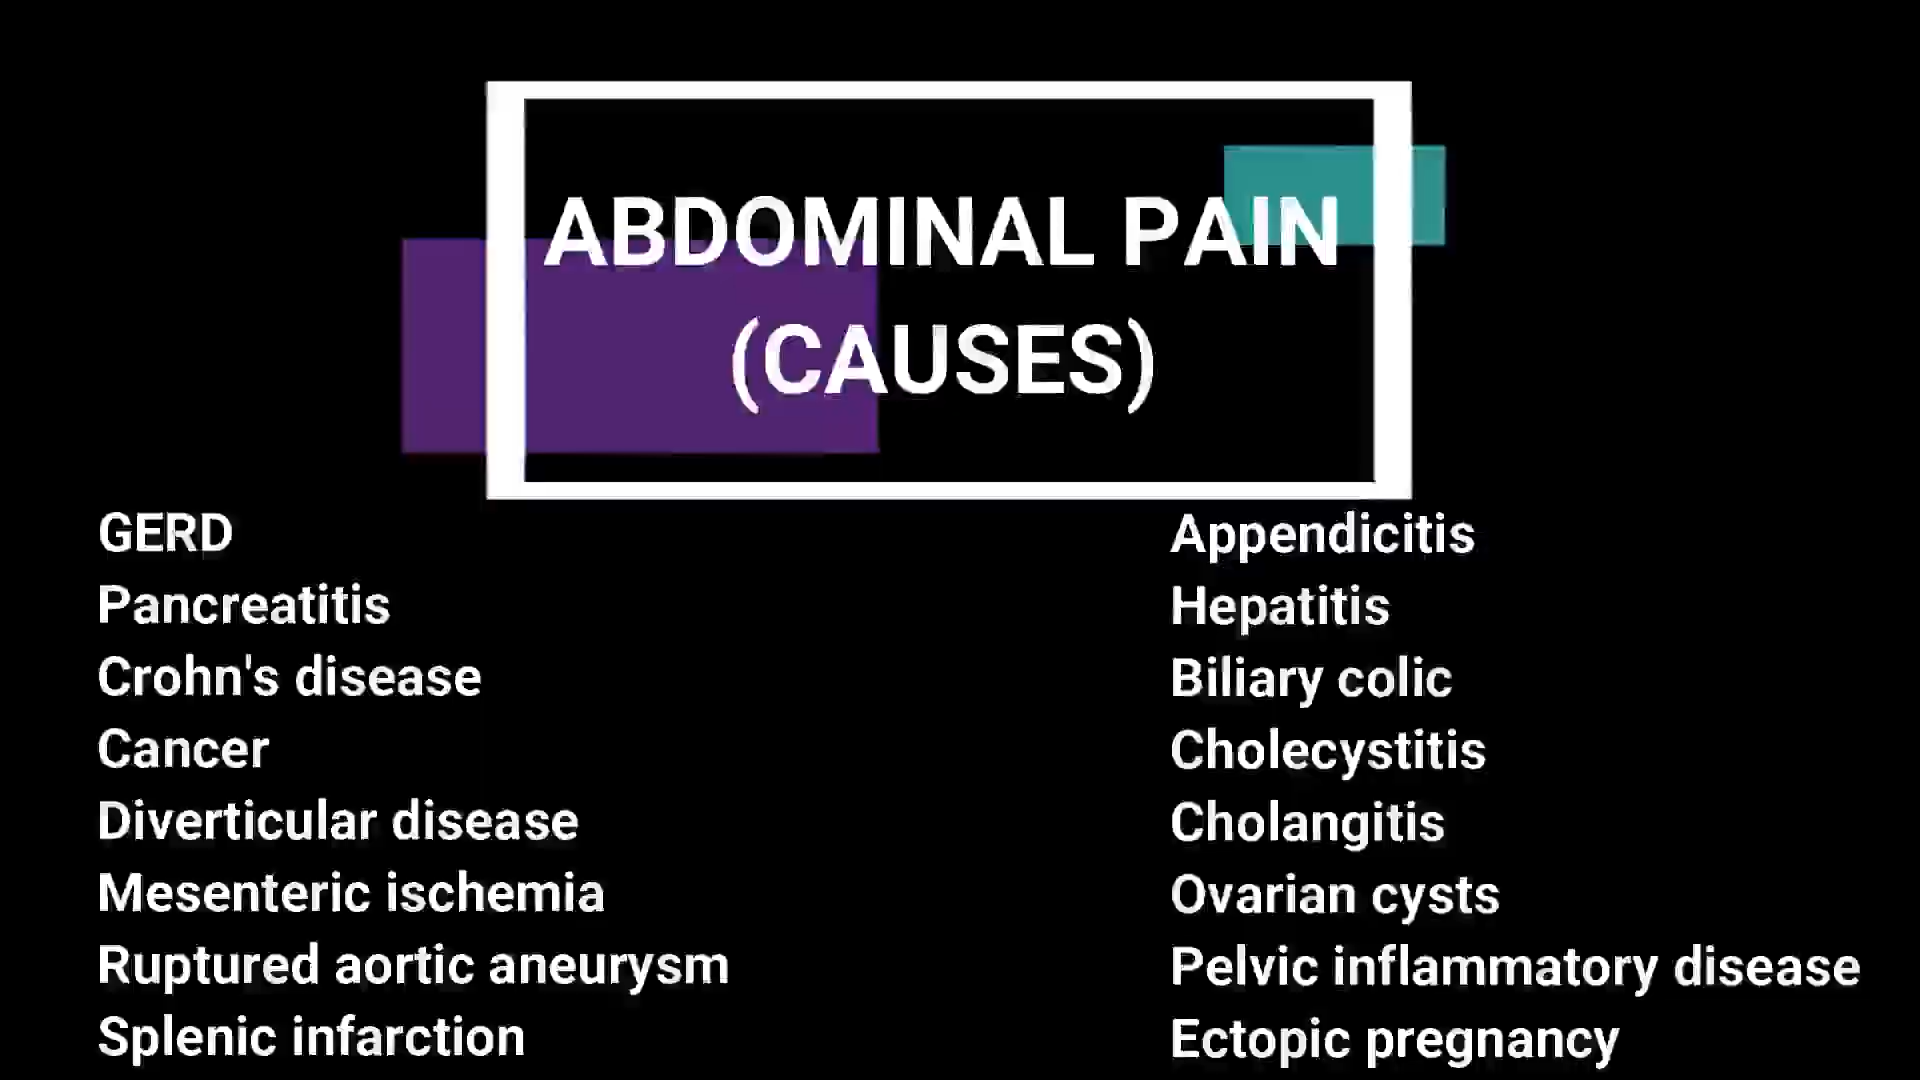 ABDOMINAL PAIN
(CAUSES)
GERD
Pancreatitis
Crohn's disease
Cancer
Diverticular disease
Mesenteric ischemia
Ruptured aortic aneurysm
Splenic infarction
Appendicitis
Hepatitis
Biliary colic
Cholecystitis
Cholangitis
Ovarian cysts
Pelvic inflammatory disease
Ectopic pregnancy